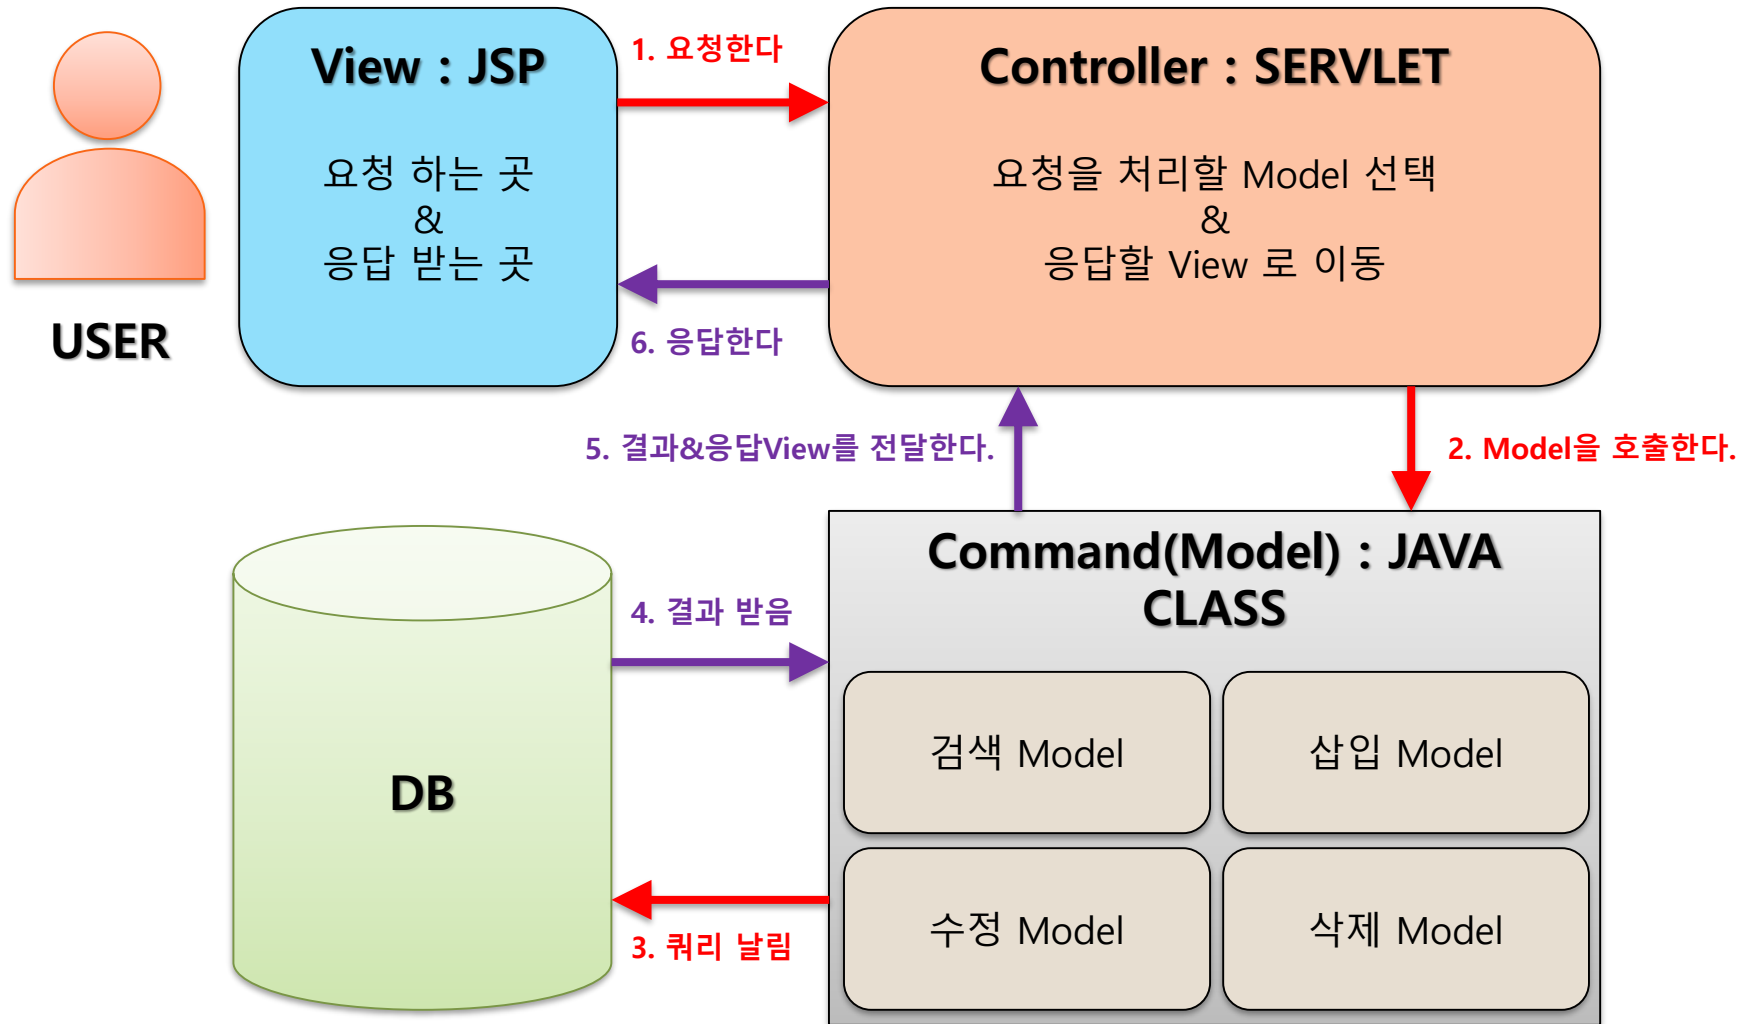 View : JSP
요청 하는 곳
&
응답 받는 곳
1. 요청한다
6. 응답한다
Controller : SERVLET
요청을 처리할 Model 선택
&
응답할 View 로 이동
USER
5. 결과&응답View를 전달한다.
2. Model을 호출한다.
DB
4. 결과 받음
3. 쿼리 날림
Command(Model) : JAVA
CLASS
검색 Model
삽입 Model
수정 Model
삭제 Model